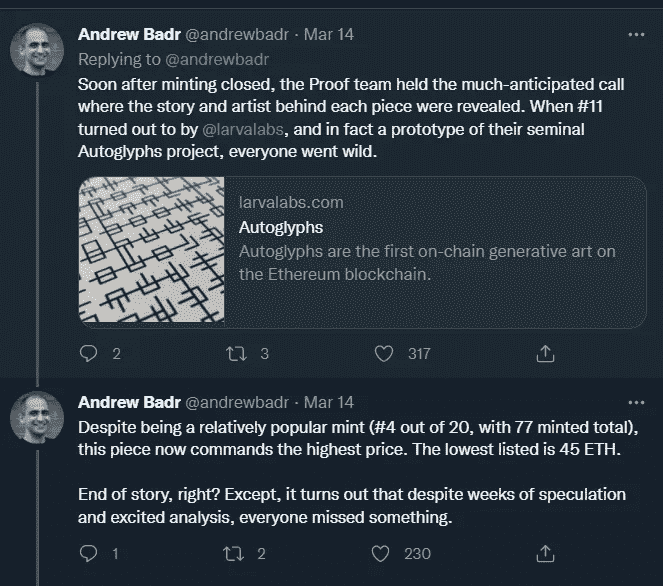 Andrew Badr @andrewbadr · Mar 14
Replying to @andrewbadr
Soon after minting closed, the Proof team held the much-anticipated call
where the story and artist behind each piece were revealed. When #11
turned out to by @larvalabs, and in fact a prototype of their seminal
Autoglyphs project, everyone went wild.
larvalabs.com
Autoglyphs
Autoglyphs are the first on-chain generative art on
the Ethereum blockchain.
2 3 317
Andrew Badr @andrewbadr · Mar 14
Despite being a relatively popular mint (#4 out of 20, with 77 minted total),
this piece now commands the highest price. The lowest listed is 45 ETH.
End of story, right? Except, it turns out that despite weeks of speculation
and excited analysis, everyone missed something.
1 2 230